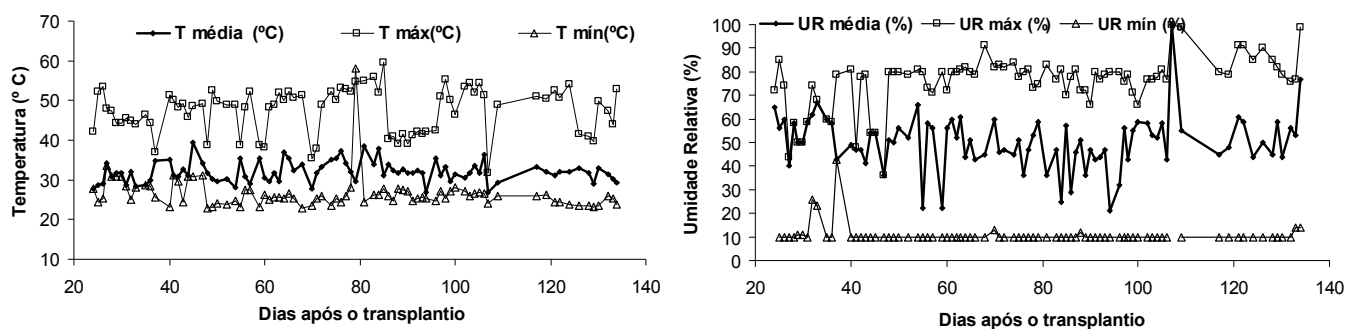 T média (ºC) T máx(ºC) T mín(ºC)
Temperatura (º C)
70
60
50
40
30
20
10
20 40 60 80 100 120 140
Dias após o transplantio
UR média (%) UR máx (%) UR mín (%)
Umidade Relativa (%)
100
90
80
70
60
50
40
30
20
10
0
20 40 60 80 100 120 140
Dias após o transplantio